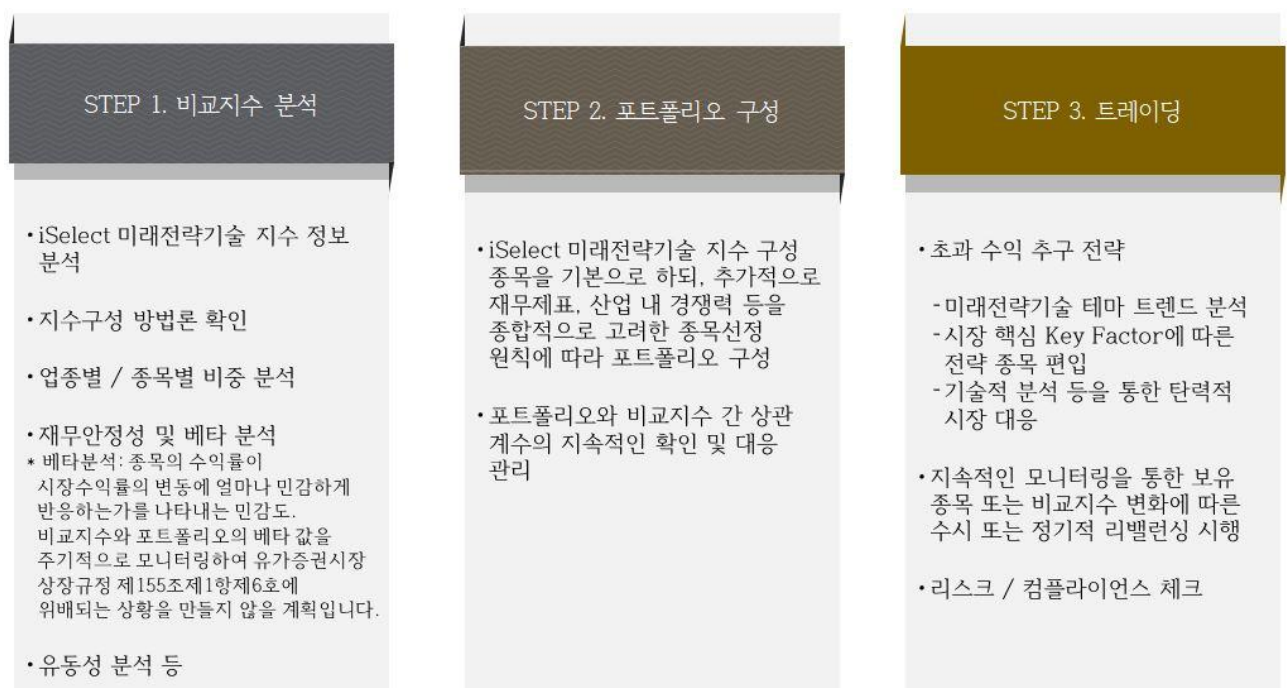 STEP 1. 비교지수 분석
•iSelect 미래전략기술 지수 정보
분석
•지수구성 방법론 확인
•업종별 / 종목별 비중 분석
•재무안정성 및 베타 분석
* 베타분석: 종목의 수익률이
시장수익률의 변동에 얼마나 민감하게
반응하는가를 나타내는 민감도.
비교지수와 포트폴리오의 베타 값을
주기적으로 모니터링하여 유가증권시장
상장규정 제155조제1항제6호에
위배되는 상황을 만들지 않을 계획입니다.
•유동성 분석 등
STEP 2. 포트폴리오 구성
•iSelect 미래전략기술 지수 구성
종목을 기본으로 하되, 추가적으로
재무제표, 산업 내 경쟁력 등을
종합적으로 고려한 종목선정
원칙에 따라 포트폴리오 구성
•포트폴리오와 비교지수 간 상관
계수의 지속적인 확인 및 대응
관리
STEP 3. 트레이딩
•초과 수익 추구 전략
-미래전략기술 테마 트렌드 분석
-시장 핵심 Key Factor에 따른
전략 종목 편입
-기술적 분석 등을 통한 탄력적
시장 대응
•지속적인 모니터링을 통한 보유
종목 또는 비교지수 변화에 따른
수시 또는 정기적 리밸런싱 시행
•리스크 / 컴플라이언스 체크